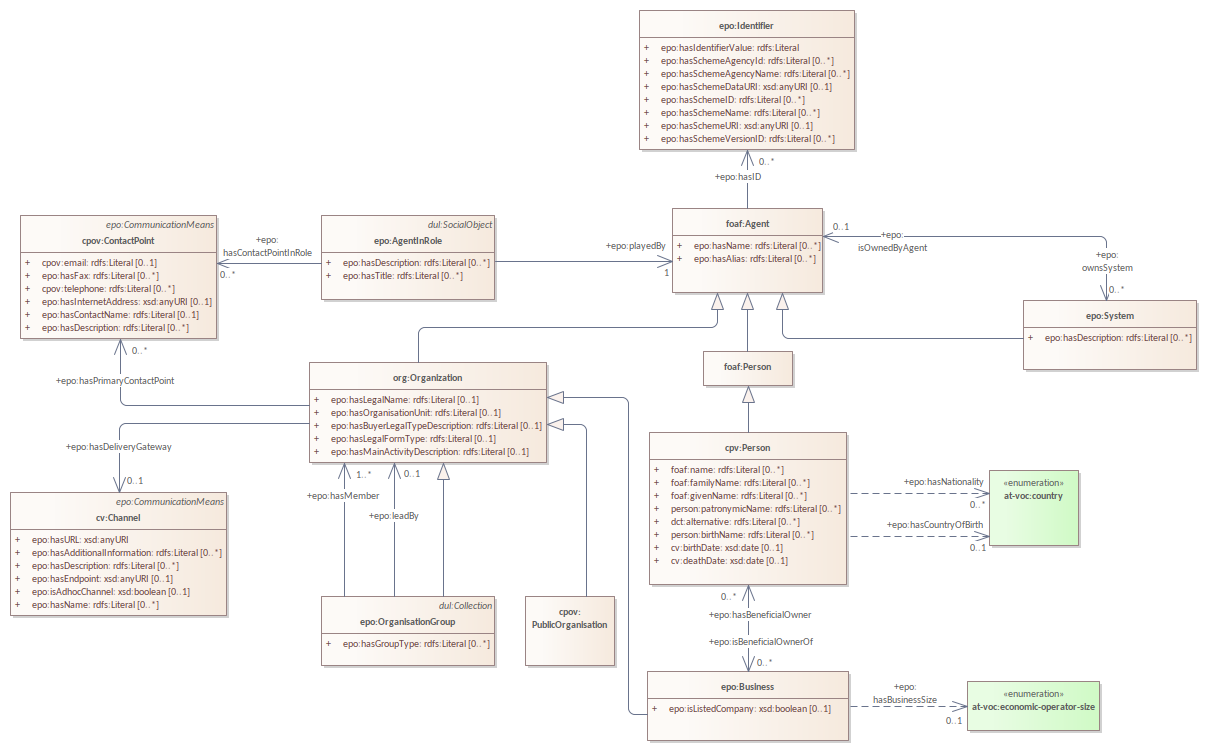 epo:Identifier
+ epo:hasIdentifierValue: rdfs:Literal
+ epo:hasSchemeAgencyId: rdfs:Literal [0..*]
+ epo:hasSchemeAgencyName: rdfs:Literal [0..*]
+ epo:hasSchemeDataURI: xsd:anyURI [0..1]
+ epo:hasSchemeID: rdfs:Literal [0..*]
+ epo:hasSchemeName: rdfs:Literal [0..*]
+ epo:hasSchemeURI: xsd:anyURI [0..1]
+ epo:hasSchemeVersionID: rdfs:Literal [0..*]
0..*
+epo:hasID
epo:CommunicationMeans
cpov:ContactPoint
+ cpov:email: rdfs:Literal [0..1]
+ epo:hasFax: rdfs:Literal [0..*]
+ cpov:telephone: rdfs:Literal [0..*]
+ epo:hasInternetAddress: xsd:anyURI [0..1]
+ epo:hasContactName: rdfs:Literal [0..1]
+ epo:hasDescription: rdfs:Literal [0..*]
+epo:
hasContactPointInRole
0..*
dul:SocialObject
epo:AgentInRole
+ epo:hasDescription: rdfs:Literal [0..*]
+ epo:hasTitle: rdfs:Literal [0..*]
+epo:playedBy
1
foaf:Agent
+ epo:hasName: rdfs:Literal [0..*]
+ epo:hasAlias: rdfs:Literal [0..*]
0..1
+epo:
isOwnedByAgent
+epo:
ownsSystem
0..*
epo:System
+ epo:hasDescription: rdfs:Literal [0..*]
0..*
+epo:hasPrimaryContactPoint
org:Organization
+ epo:hasLegalName: rdfs:Literal [0..1]
+ epo:hasOrganisationUnit: rdfs:Literal [0..1]
+ epo:hasBuyerLegalTypeDescription: rdfs:Literal [0..1]
+ epo:hasLegalFormType: rdfs:Literal [0..1]
+ epo:hasMainActivityDescription: rdfs:Literal [0..1]
foaf:Person
+epo:hasDeliveryGateway
0..1
epo:CommunicationMeans
cv:Channel
+ epo:hasURL: xsd:anyURI
+ epo:hasAdditionalInformation: rdfs:Literal [0..*]
+ epo:hasDescription: rdfs:Literal [0..*]
+ epo:hasEndpoint: xsd:anyURI [0..1]
+ epo:isAdhocChannel: xsd:boolean [0..1]
+ epo:hasName: rdfs:Literal [0..*]
1..*
+epo:hasMember
0..1
+epo:leadBy
cpv:Person
+ foaf:name: rdfs:Literal [0..*]
+ foaf:familyName: rdfs:Literal [0..*]
+ foaf:givenName: rdfs:Literal [0..*]
+ person:patronymicName: rdfs:Literal [0..*]
+ dct:alternative: rdfs:Literal [0..*]
+ person:birthName: rdfs:Literal [0..*]
+ cv:birthDate: xsd:date [0..1]
+ cv:deathDate: xsd:date [0..1]
+epo:hasNationality
0..*
+epo:hasCountryOfBirth
0..1
«enumeration»
at-voc:country
dul:Collection
epo:OrganisationGroup
+ epo:hasGroupType: rdfs:Literal [0..*]
cpov:
PublicOrganisation
0..*
+epo:hasBeneficialOwner
+epo:isBeneficialOwnerOf
0..*
epo:Business
+ epo:isListedCompany: xsd:boolean [0..1]
+epo:
hasBusinessSize
0..1
«enumeration»
at-voc:economic-operator-size